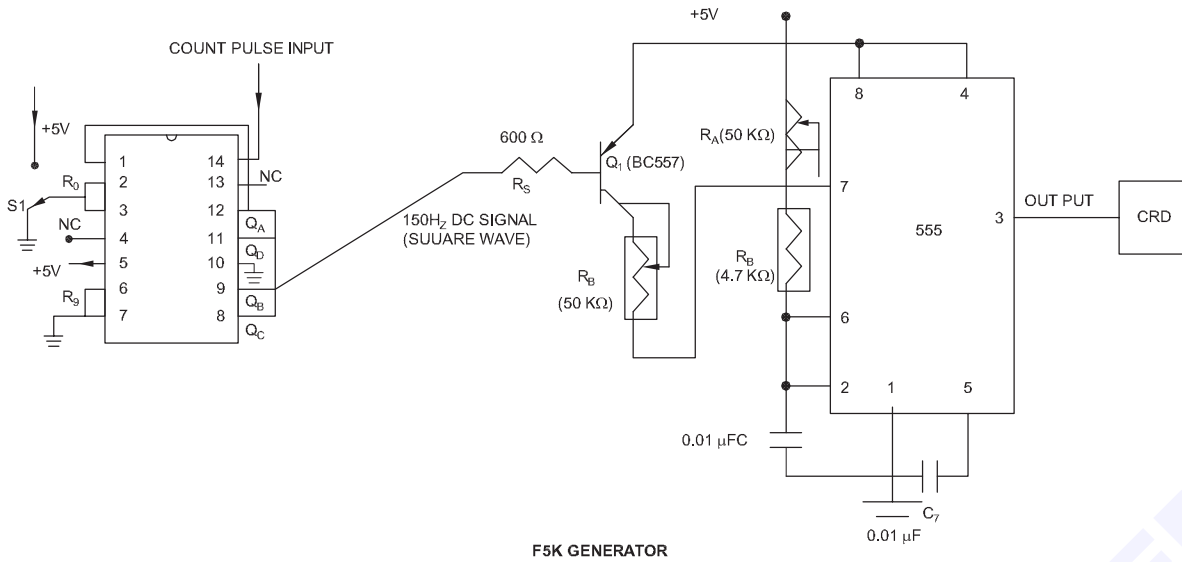 +5V
COUNT PULSE INPUT
+5V
1
2
3
4
5
6
7
14
13
12
11
10
9
8
NC
R0
S1
NC
+5V
R9
QA
QD
QB
QC
600 Ω
RS
150HZ DC SIGNAL
(SUUARE WAVE)
Q1 (BC557)
RB
(50 KΩ)
RA(50 KΩ)
RB
(4.7 KΩ)
8
4
7
555
3
6
2
1
5
OUT PUT
CRD
0.01 μFC
C7
0.01 μF
F5K GENERATOR